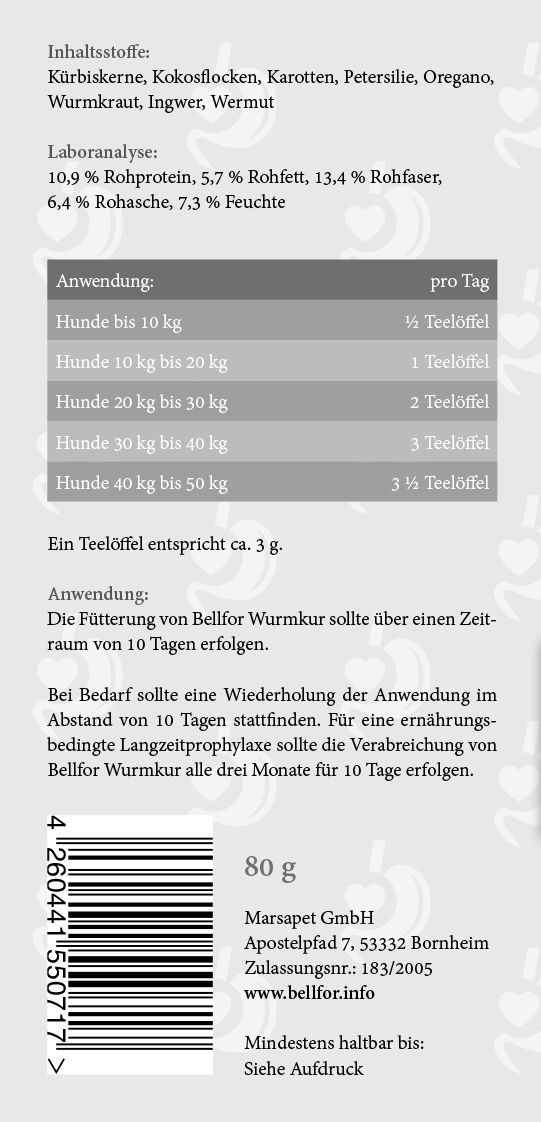 Inhaltsstoffe:
Kürbiskerne, Kokosflocken, Karotten, Petersilie, Oregano,
Wurmkraut, Ingwer, Wermut
Laboranalyse:
10,9 % Rohprotein, 5,7 % Rohfett, 13,4 % Rohfaser,
6,4 % Rohasche, 7,3 % Feuchte
Anwendung: pro Tag
Hunde bis 10 kg ½ Teelöffel
Hunde 10 kg bis 20 kg 1 Teelöffel
Hunde 20 kg bis 30 kg 2 Teelöffel
Hunde 30 kg bis 40 kg 3 Teelöffel
Hunde 40 kg bis 50 kg 3 ½ Teelöffel
Ein Teelöffel entspricht ca. 3 g.
Anwendung:
Die Fütterung von Bellfor Wurmkur sollte über einen Zeit-
raum von 10 Tagen erfolgen.
Bei Bedarf sollte eine Wiederholung der Anwendung im
Abstand von 10 Tagen stattfinden. Für eine ernährungs-
bedingte Langzeitprophylaxe sollte die Verabreichung von
Bellfor Wurmkur alle drei Monate für 10 Tage erfolgen.
4 260441 550717 >
80 g
Marsapet GmbH
Apostelpfad 7, 53332 Bornheim
Zulassungsnr.: 183/2005
www.bellfor.info
Mindestens haltbar bis:
Siehe Aufdruck